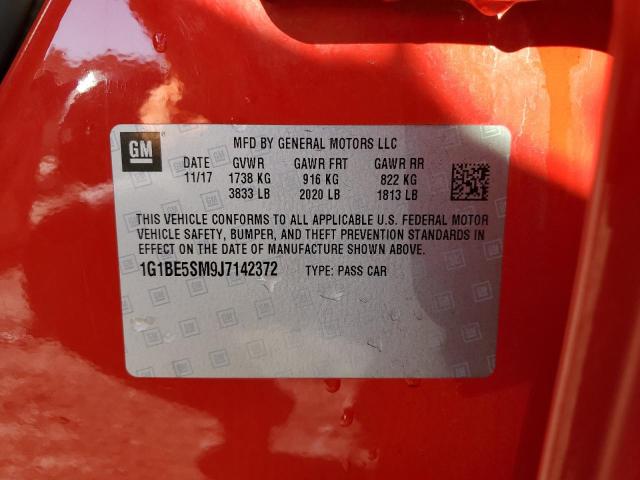 GM
MFD BY GENERAL MOTORS LLC
DATE GVWR GAWR FRT GAWR RR
11/17 1738 KG 916 KG 822 KG
3833 LB 2020 LB 1813 LB
THIS VEHICLE CONFORMS TO ALL APPLICABLE U.S. FEDERAL MOTOR
VEHICLE SAFETY, BUMPER, AND THEFT PREVENTION STANDARDS IN
EFFECT ON THE DATE OF MANUFACTURE SHOWN ABOVE.
1G1BE5SM9J7142372 TYPE: PASS CAR